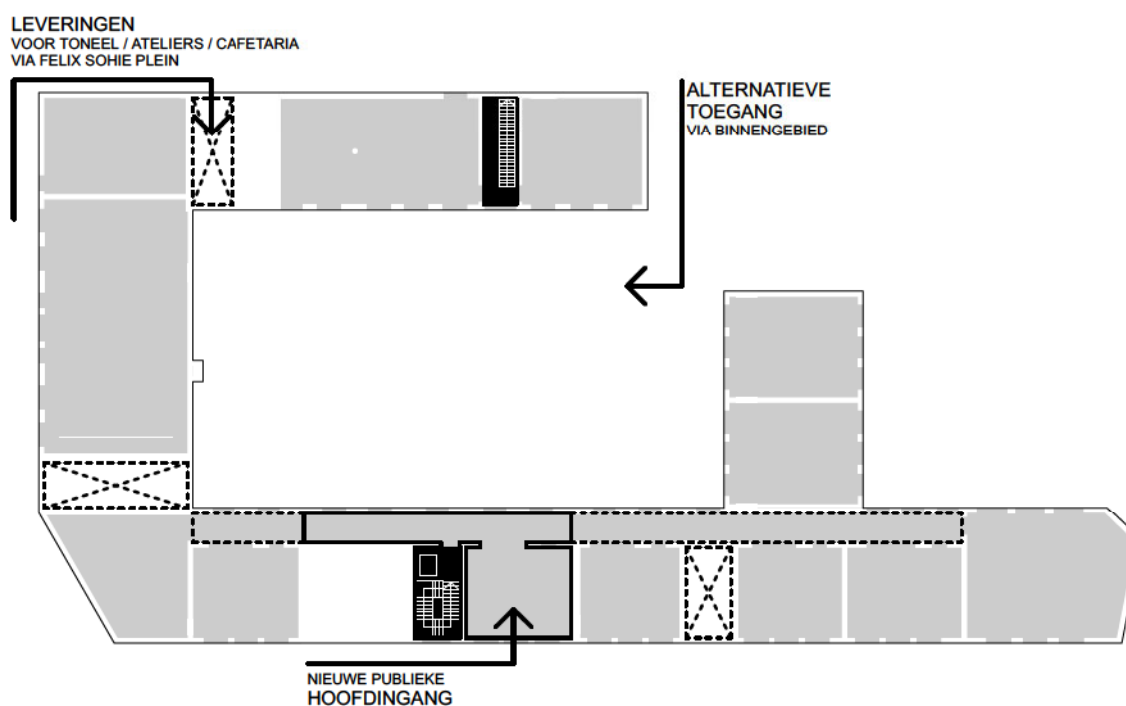 LEVERINGEN
VOOR TONEEL / ATELIERS / CAFETARIA
VIA FELIX SOHIE PLEIN
ALTERNATIEVE
TOEGANG
VIA BINNENGEBIED
NIEUWE PUBLIEKE
HOOFDINGANG